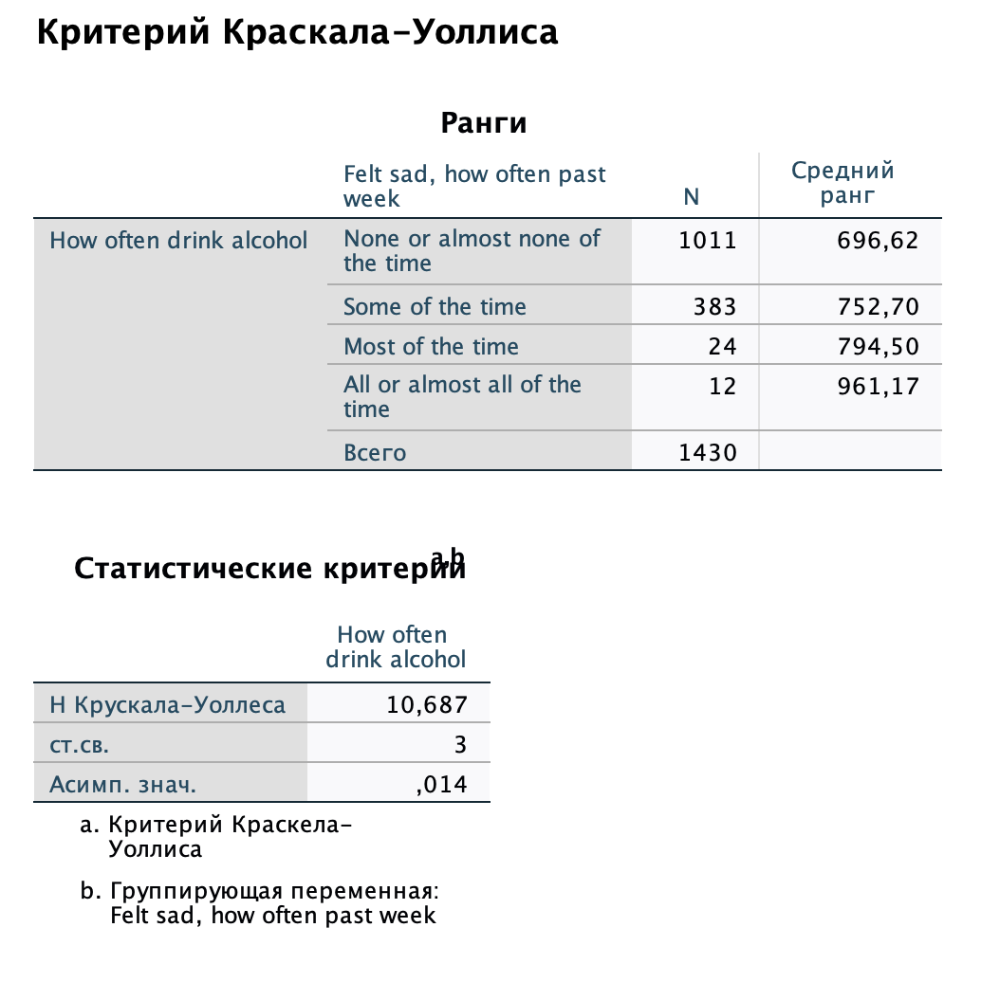 Критерий Краскала-Уоллиса
Ранги
Felt sad, how often past
week
N
Средний
ранг
How often drink alcohol
None or almost none of
the time
1011
696,62
Some of the time
383
752,70
Most of the time
24
794,50
All or almost all of the
time
12
961,17
Всего
1430
Статистические критерии a,b
How often
drink alcohol
H Крускала-Уоллеса
10,687
ст.св.
3
Асимп. знач.
,014
a. Критерий Краскела-
Уоллиса
b. Группирующая переменная:
Felt sad, how often past week